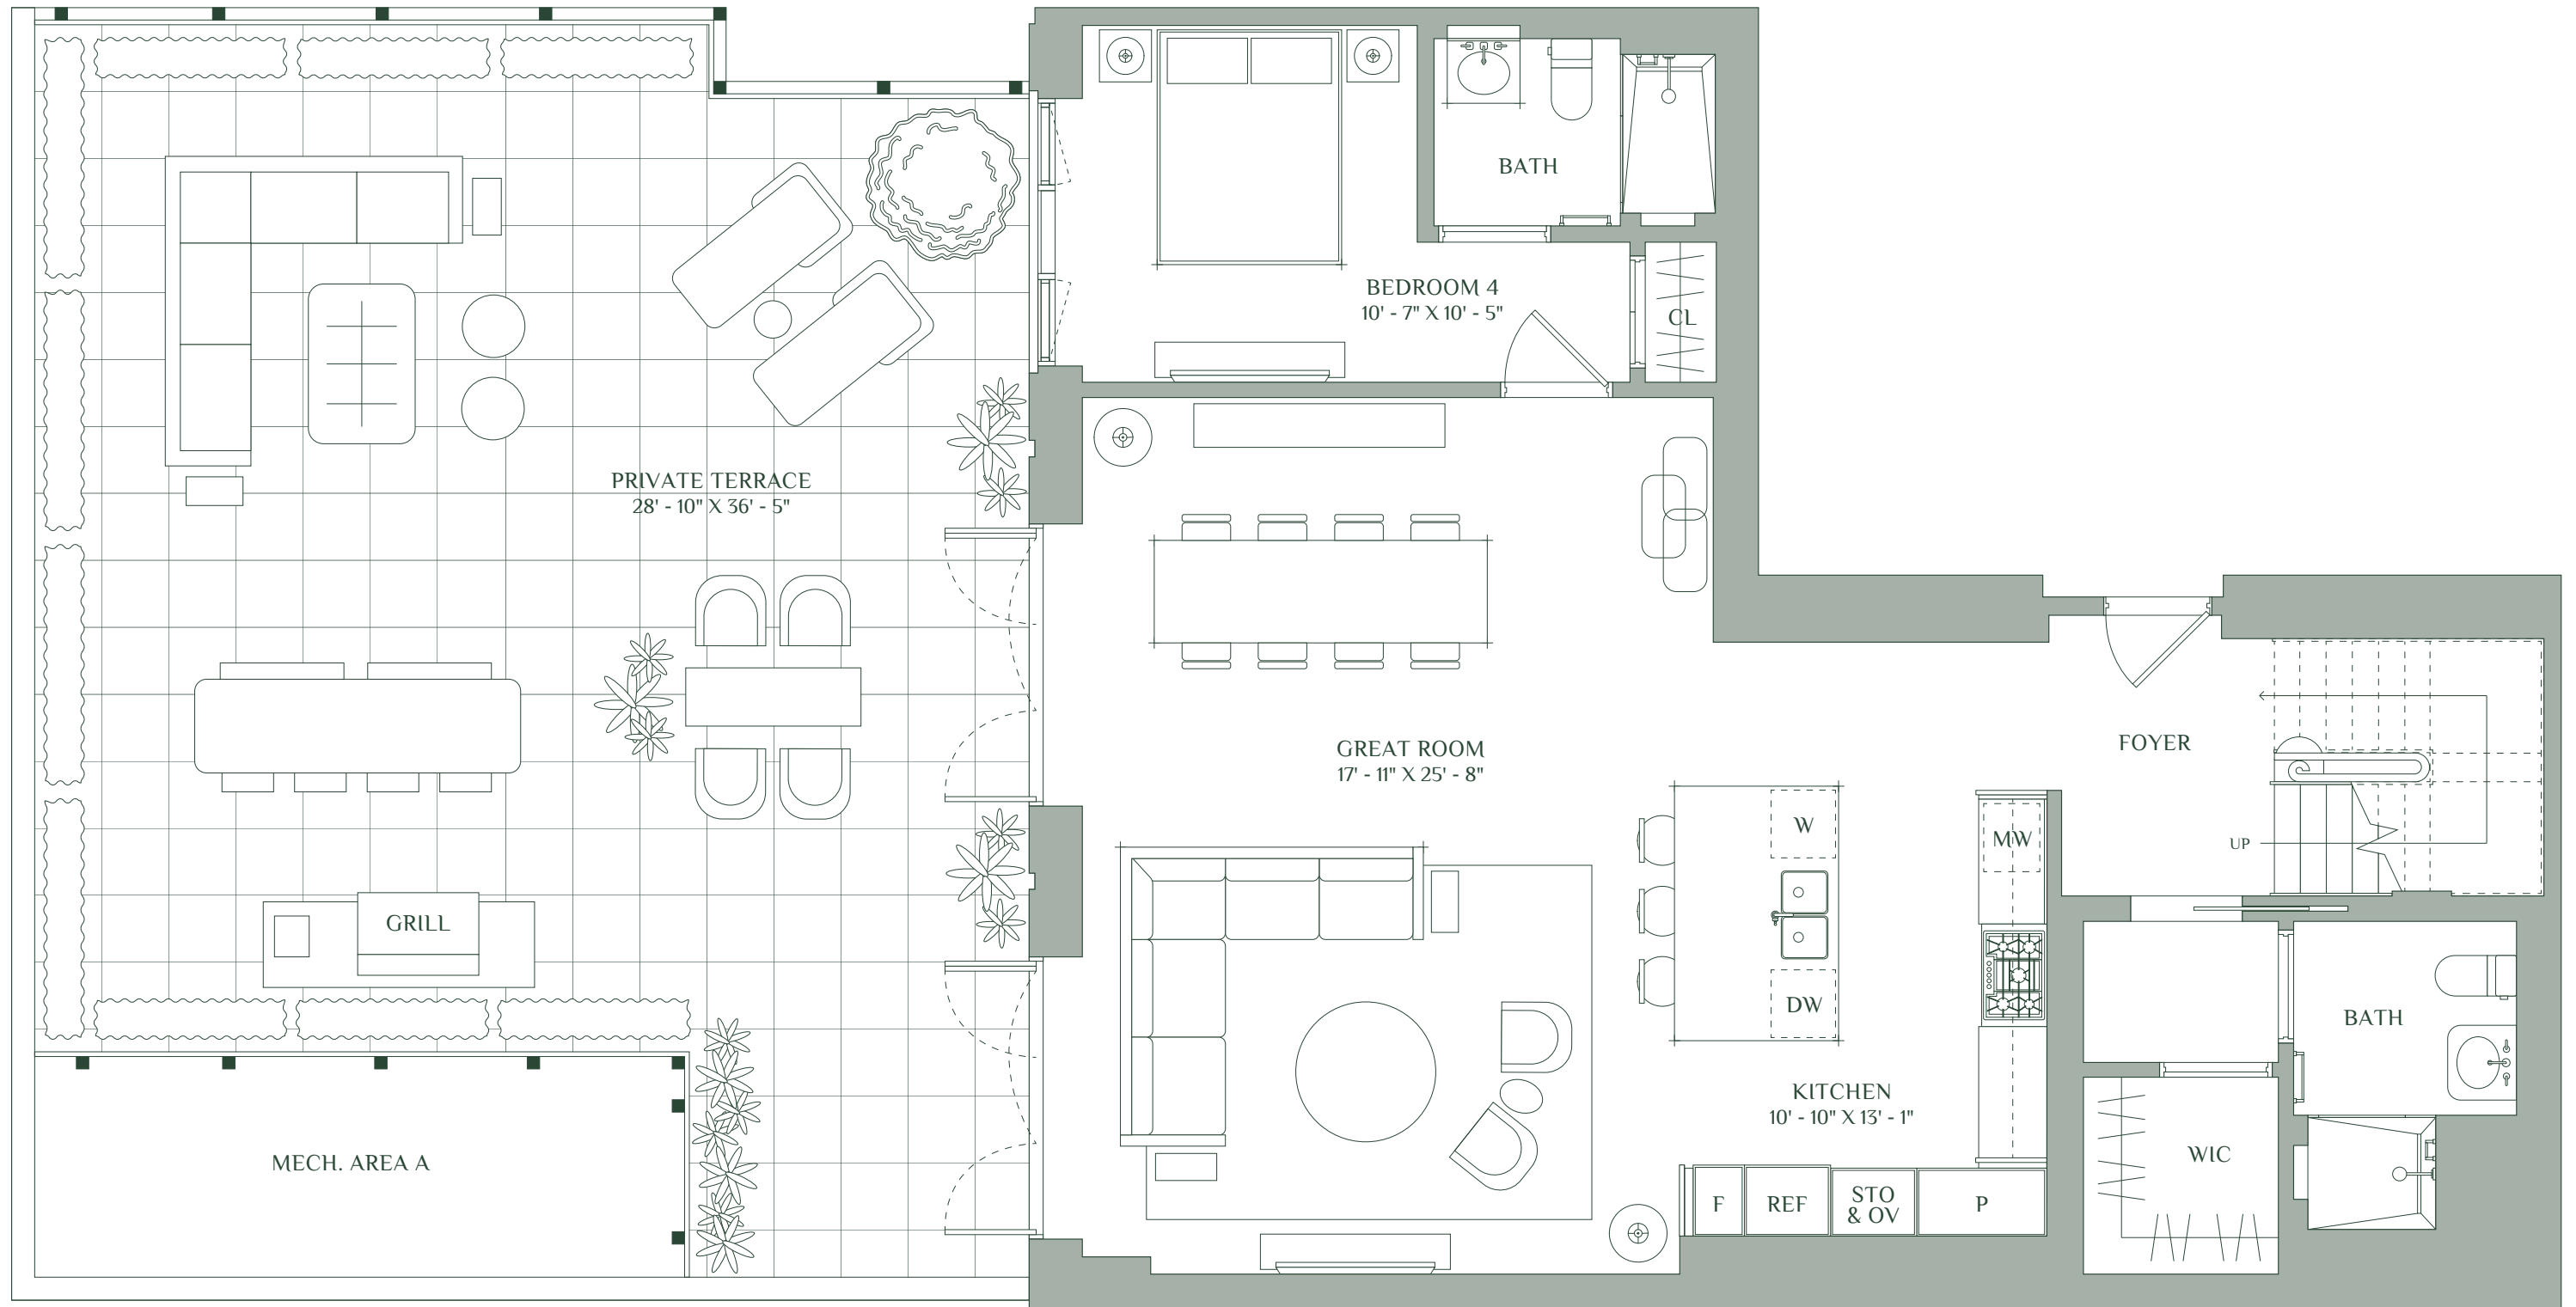 BATH
BEDROOM 4
10' - 7" X 10' - 5"
CL
PRIVATE TERRACE
28' - 10" X 36' - 5"
GREAT ROOM
17' - 11" X 25' - 8"
FOYER
UP
W
MW
GRILL
DW
BATH
KITCHEN
10' - 10" X 13' - 1"
MECH. AREA A
WIC
F
REF
STO
& OV
P